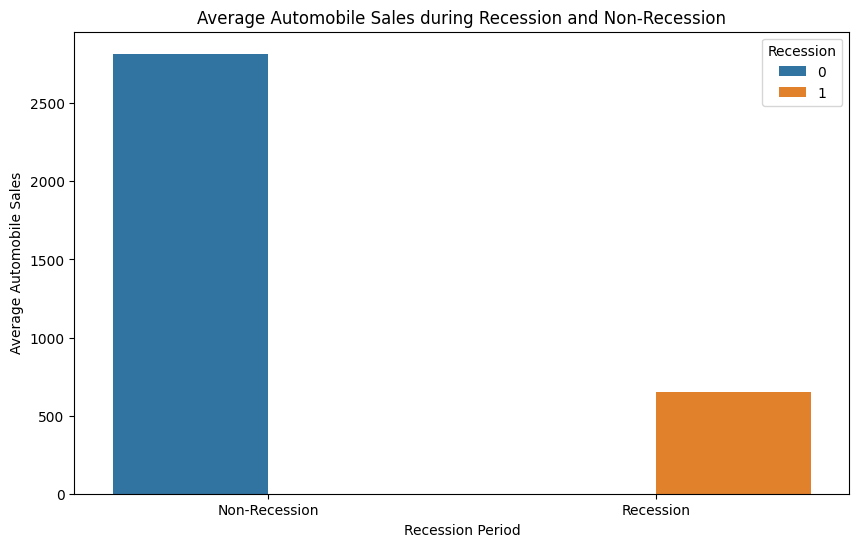 Average Automobile Sales during Recession and Non-Recession
Recession
0
1
Average Automobile Sales
2500
2000
1500
1000
500
0
Non-Recession
Recession
Recession Period